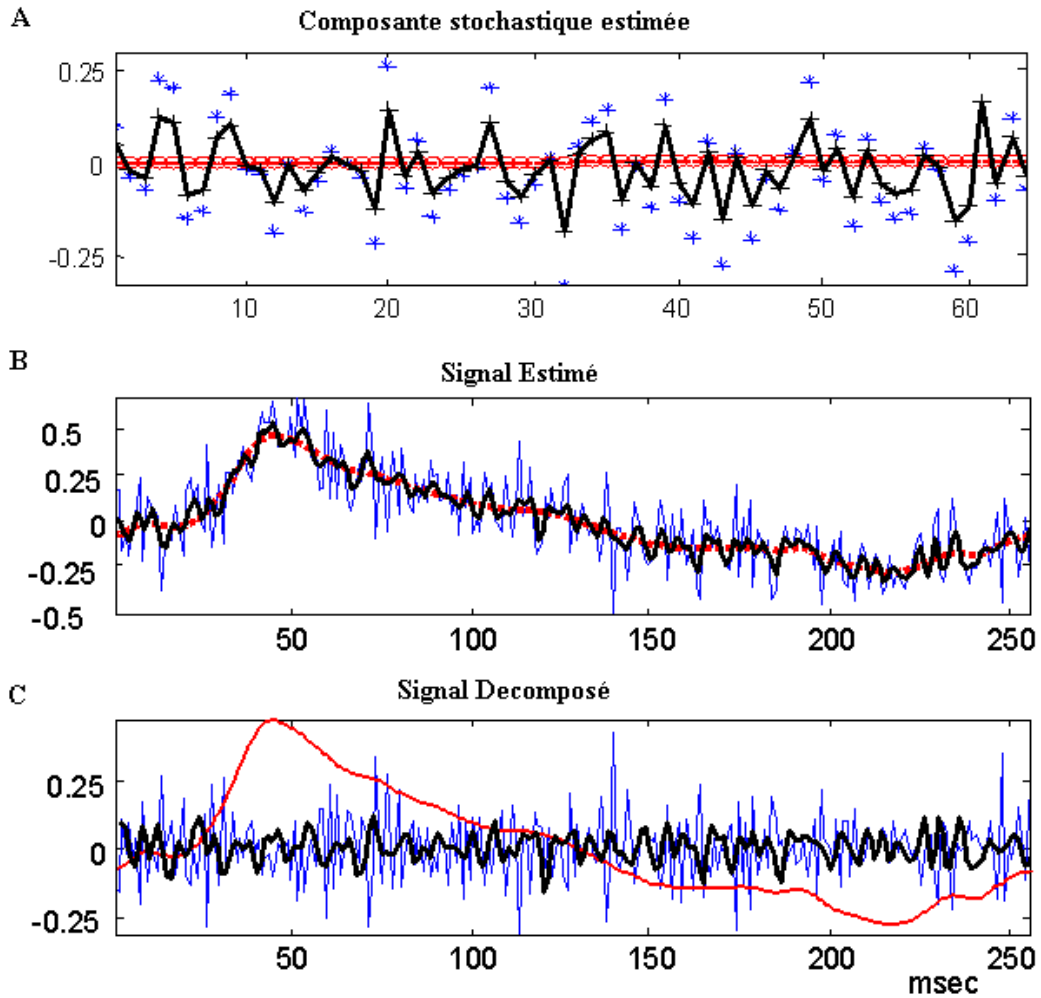 A
Composante stochastique estimée
0.25
0
-0.25
10 20 30 40 50 60
B
Signal Estimé
0.5
0.25
0
-0.25
-0.5
50 100 150 200 250
C
Signal Decomposé
0.25
0
-0.25
50 100 150 200 250
msec